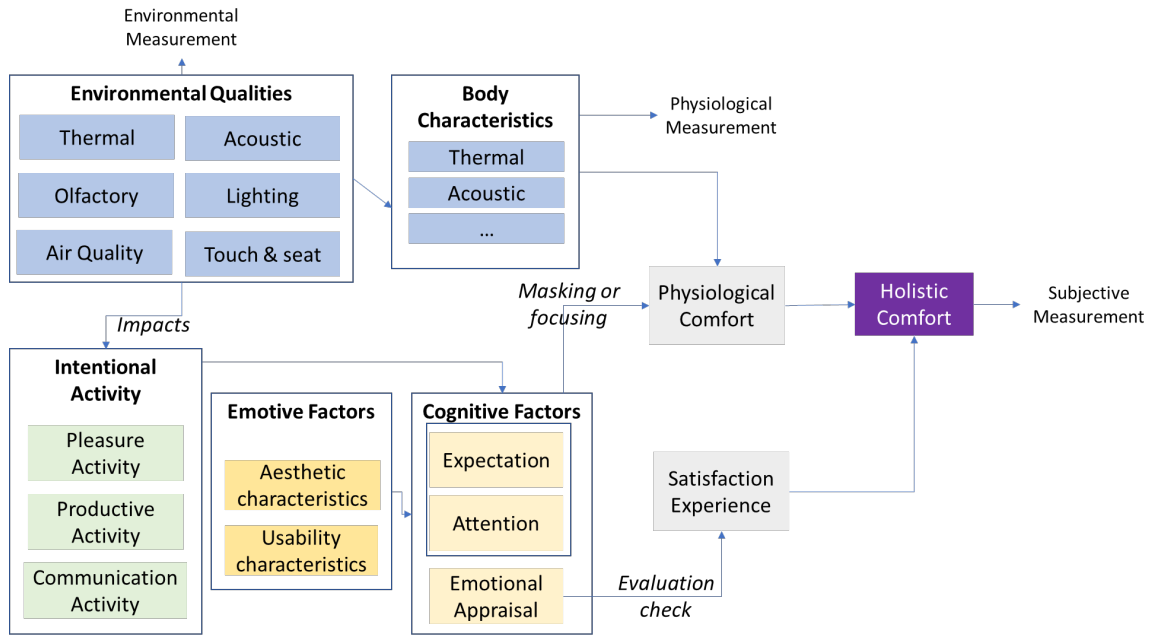 Environmental
Measurement
Environmental Qualities
Thermal
Acoustic
Olfactory
Lighting
Air Quality
Touch & seat
Body
Characteristics
Thermal
Acoustic
...
Physiological
Measurement
Impacts
Masking or
focusing
Physiological
Comfort
Holistic
Comfort
Subjective
Measurement
Intentional
Activity
Pleasure
Activity
Productive
Activity
Communication
Activity
Emotive Factors
Aesthetic
characteristics
Usability
characteristics
Cognitive Factors
Expectation
Attention
Emotional
Appraisal
Evaluation
check
Satisfaction
Experience